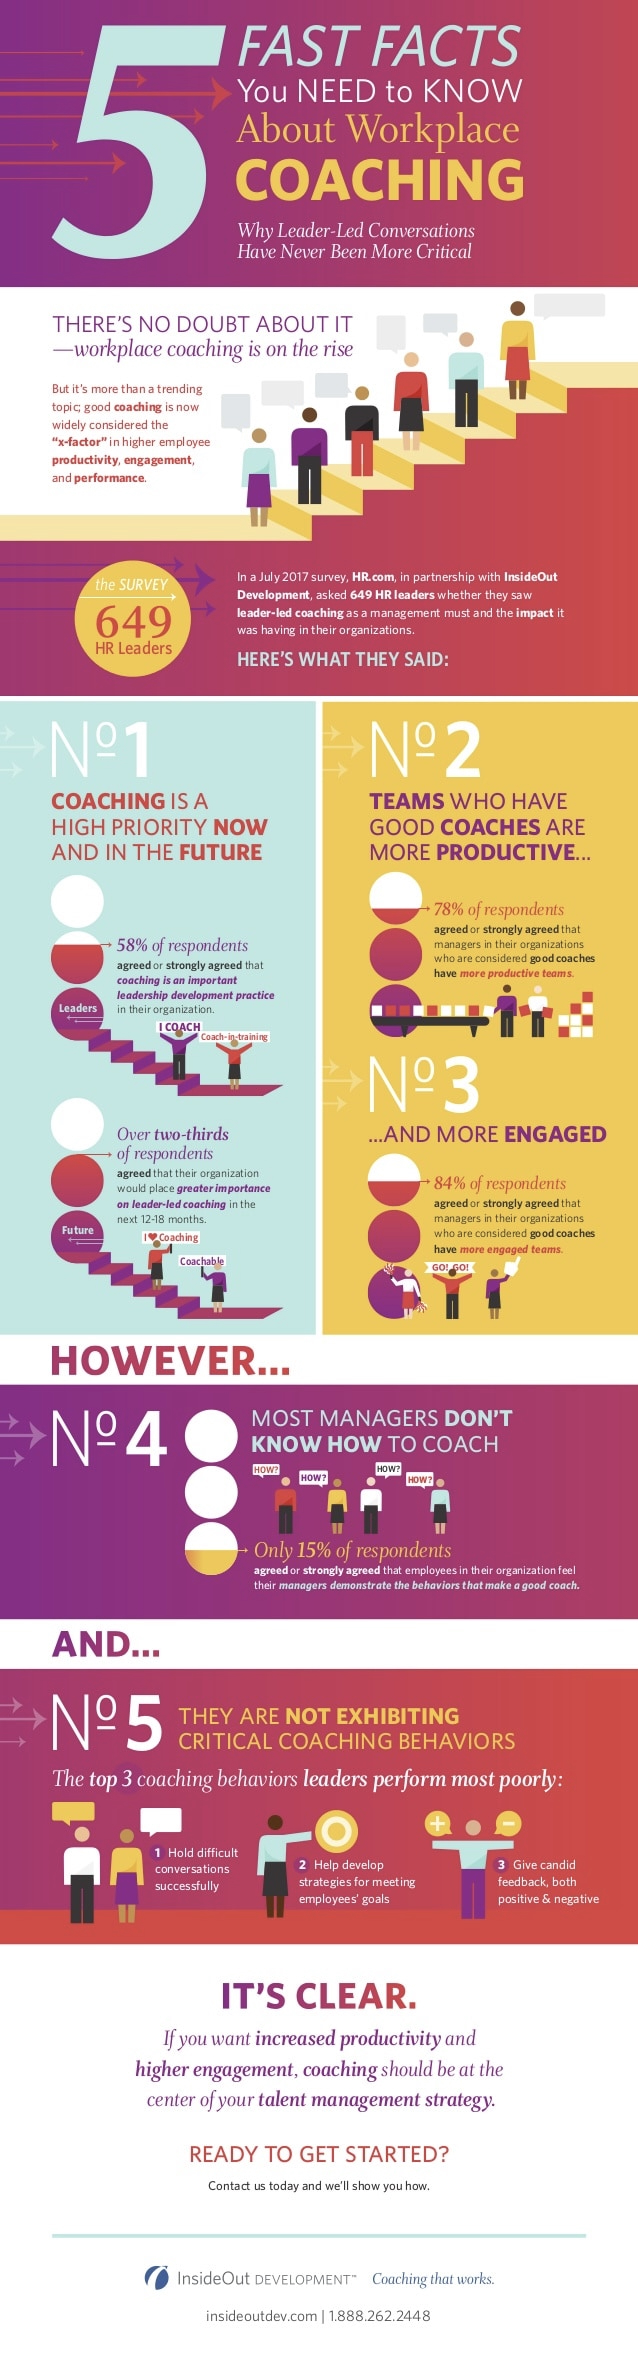 5
FAST FACTS
You NEED to KNOW
About Workplace
COACHING
Why Leader-Led Conversations
Have Never Been More Critical
THERE'S NO DOUBT ABOUT IT
—workplace coaching is on the rise
But it's more than a trending
topic; good coaching is now
widely considered the
"x-factor" in higher employee
productivity, engagement,
and performance.
the SURVEY
649
HR Leaders
In a July 2017 survey, HR.com, in partnership with InsideOut
Development, asked 649 HR leaders whether they saw
leader-led coaching as a management must and the impact it
was having in their organizations.
HERE'S WHAT THEY SAID:
Nº1
COACHING IS A
HIGH PRIORITY NOW
AND IN THE FUTURE
58% of respondents
agreed or strongly agreed that
coaching is an important
leadership development practice
in their organization.
Leaders
I COACH
Coach-in-training
Over two-thirds
of respondents
agreed that their organization
would place greater importance
on leader-led coaching in the
next 12-18 months.
Future
I ♥ Coaching
Coachable
Nº2
TEAMS WHO HAVE
GOOD COACHES ARE
MORE PRODUCTIVE...
78% of respondents
agreed or strongly agreed that
managers in their organizations
who are considered good coaches
have more productive teams.
Nº3
...AND MORE ENGAGED
84% of respondents
agreed or strongly agreed that
managers in their organizations
who are considered good coaches
have more engaged teams.
GO! GO!
HOWEVER...
Nº4
MOST MANAGERS DON'T
KNOW HOW TO COACH
HOW?
HOW?
HOW?
HOW?
Only 15% of respondents
agreed or strongly agreed that employees in their organization feel
their managers demonstrate the behaviors that make a good coach.
AND...
Nº5
THEY ARE NOT EXHIBITING
CRITICAL COACHING BEHAVIORS
The top 3 coaching behaviors leaders perform most poorly:
1 Hold difficult
conversations
successfully
2 Help develop
strategies for meeting
employees' goals
+ -
3 Give candid
feedback, both
positive & negative
IT'S CLEAR.
If you want increased productivity and
higher engagement, coaching should be at the
center of your talent management strategy.
READY TO GET STARTED?
Contact us today and we'll show you how.
InsideOut DEVELOPMENT™ Coaching that works.
insideoutdev.com | 1.888.262.2448